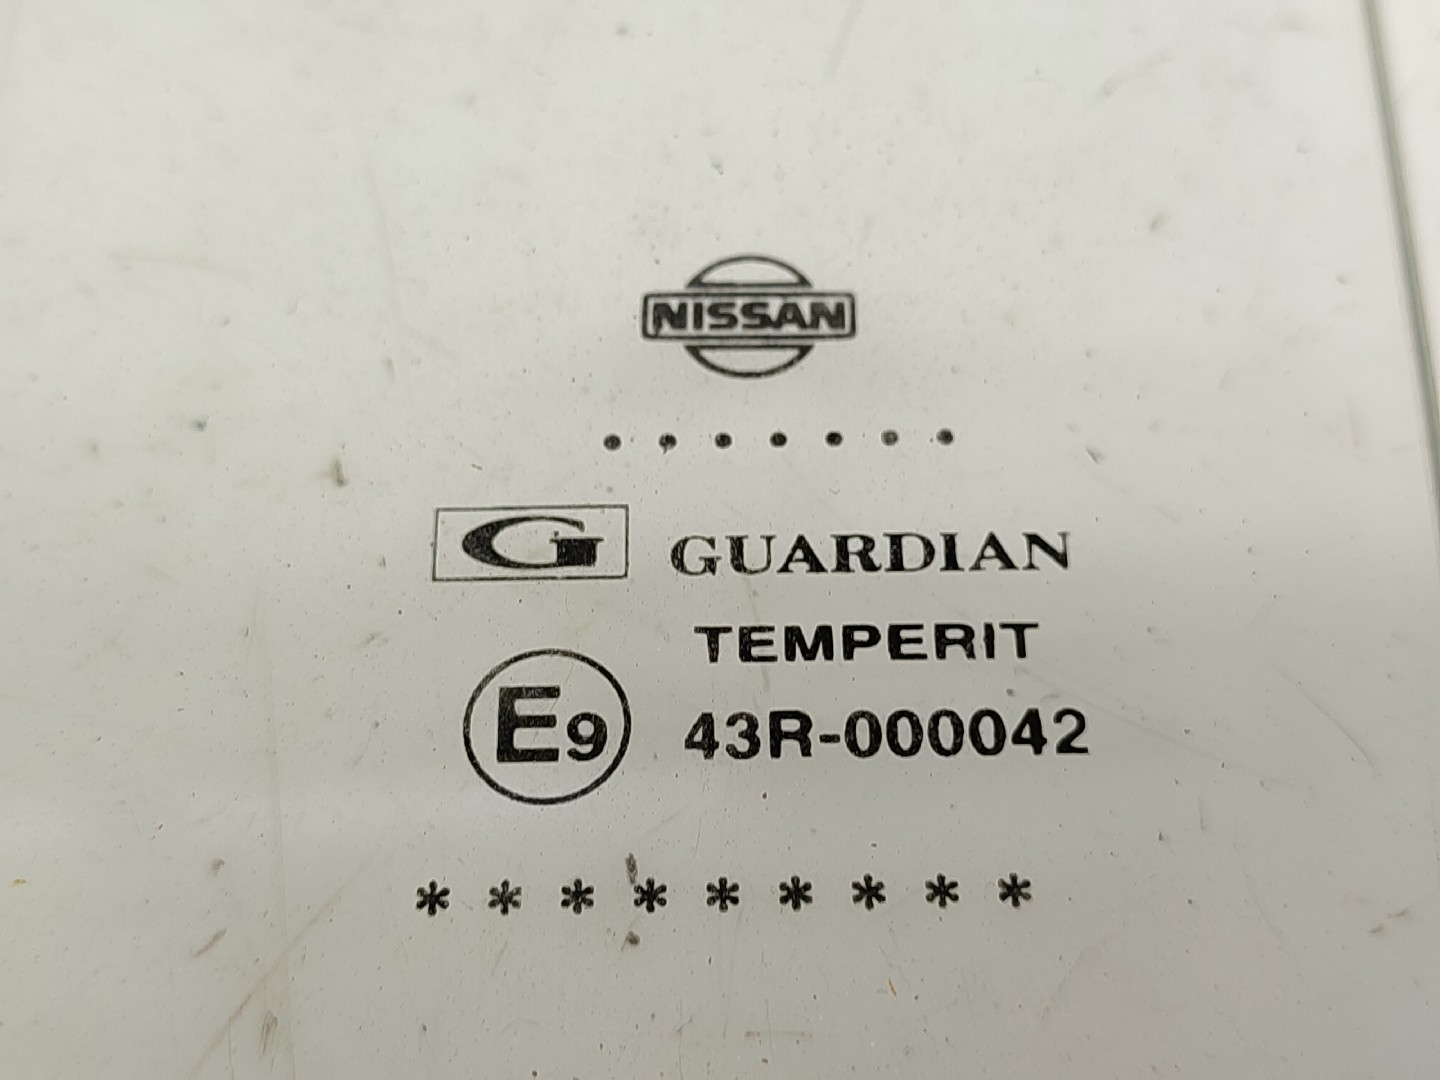 NISSAN
.......
G GUARDIAN
TEMPERIT
E9 43R-000042
* * * * * * * * *